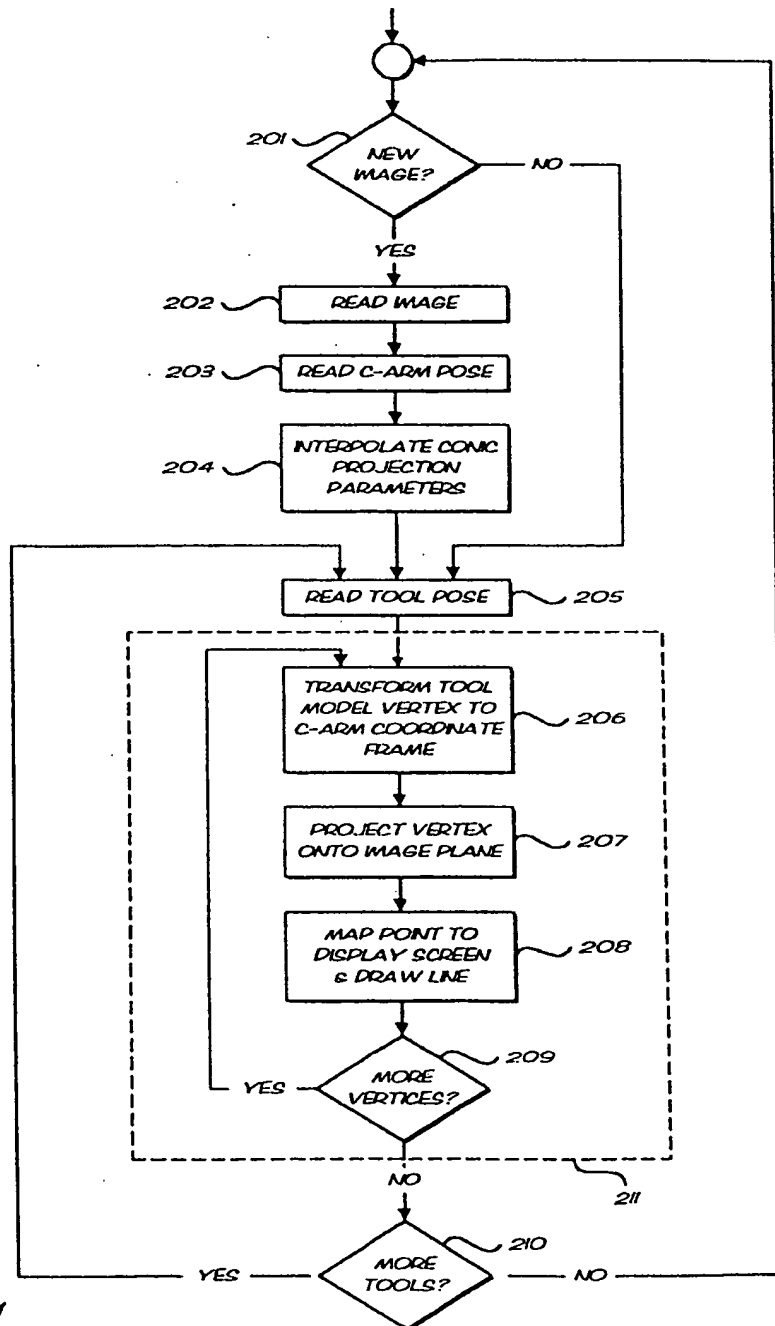 201
NEW
IMAGE?
NO
YES
202
READ IMAGE
203
READ C-ARM POSE
204
INTERPOLATE CONIC
PROJECTION
PARAMETERS
READ TOOL POSE
205
TRANSFORM TOOL
MODEL VERTEX TO
C-ARM COORDINATE
FRAME
206
PROJECT VERTEX
ONTO IMAGE PLANE
207
MAP POINT TO
DISPLAY SCREEN
& DRAW LINE
208
209
YES
MORE
VERTICES?
NO
211
210
YES
MORE
TOOLS?
NO